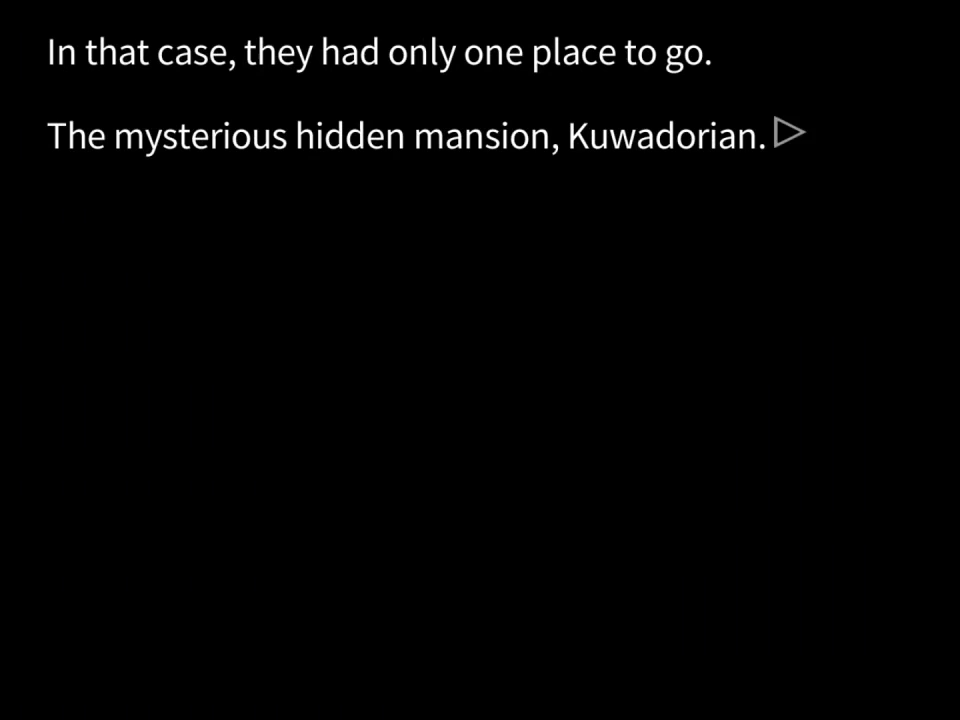 In that case, they had only one place to go.
The mysterious hidden mansion, Kuwadorian.